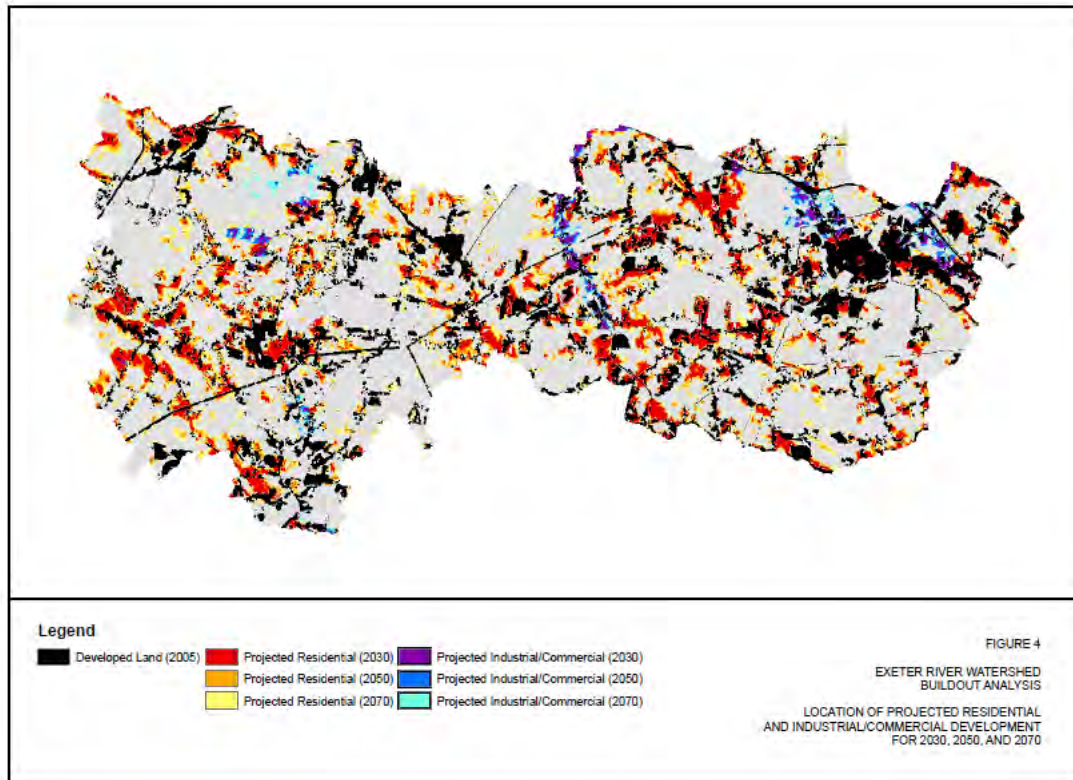 Legend
Developed Land (2005)
Projected Residential (2030)
Projected Industrial/Commercial (2030)
Projected Residential (2050)
Projected Industrial/Commercial (2050)
Projected Residential (2070)
Projected Industrial/Commercial (2070)
FIGURE 4
EXETER RIVER WATERSHED
BUILDOUT ANALYSIS
LOCATION OF PROJECTED RESIDENTIAL
AND INDUSTRIAL/COMMERCIAL DEVELOPMENT
FOR 2030, 2050, AND 2070